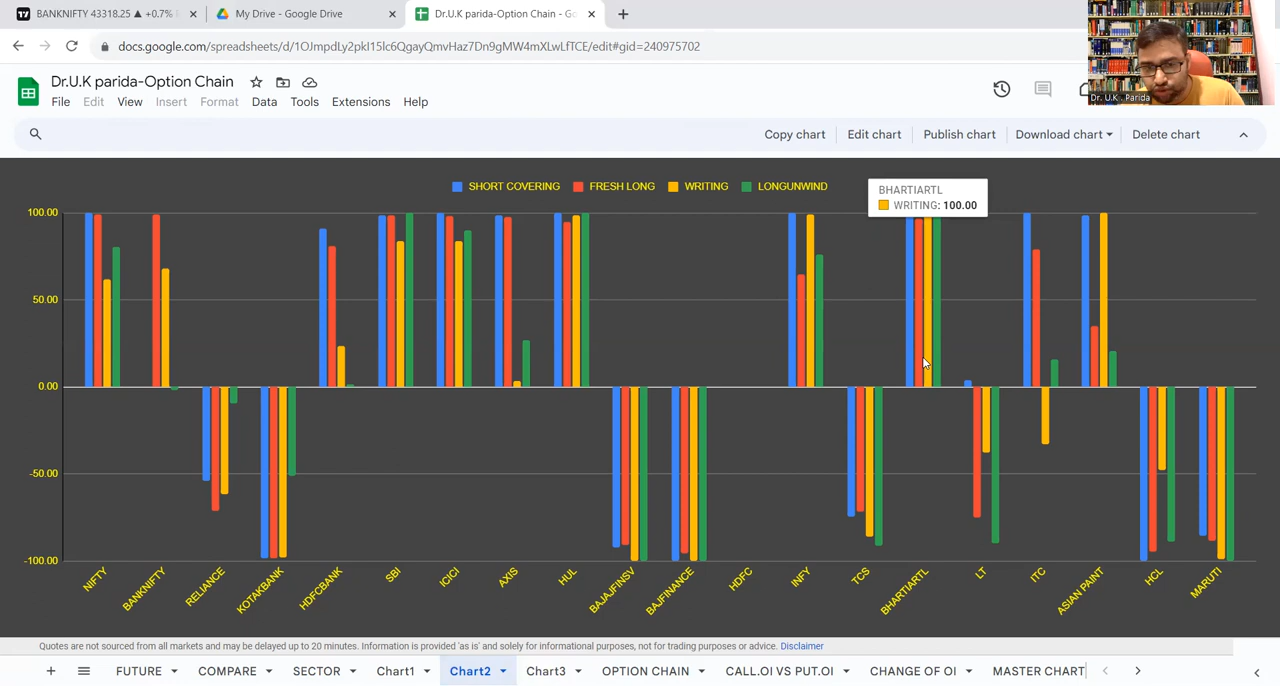 BANKNIFTY 43318.25 ▲ +0.7%
My Drive - Google Drive
Dr.U.K parida-Option Chain - Go
docs.google.com/spreadsheets/d/1OJmpdLy2pkI15lc6QgayQmvHaz7Dn9gMW4mXLwLfTCE/edit#gid=240975702
Dr.U.K parida-Option Chain
File Edit View Insert Format Data Tools Extensions Help
Dr. U.K . Parida
Copy chart Edit chart Publish chart Download chart Delete chart
SHORT COVERING FRESH LONG WRITING LONGUNWIND
BHARTIARTL
WRITING: 100.00
100.00
50.00
0.00
-50.00
-100.00
NIFTY
BANKNIFTY
RELIANCE
KOTAKBANK
HDFCBANK
SBI
ICICI
AXIS
HUL
BAJAJFINSV
BAJFINANCE
HDFC
INFY
TCS
BHARTIARTL
LT
ITC
ASIAN PAINT
HCL
MARUTI
Quotes are not sourced from all markets and may be delayed up to 20 minutes. Information is provided 'as is' and solely for informational purposes, not for trading purposes or advice. Disclaimer
FUTURE COMPARE SECTOR Chart1 Chart2 Chart3 OPTION CHAIN CALL.OI VS PUT.OI CHANGE OF OI MASTER CHART